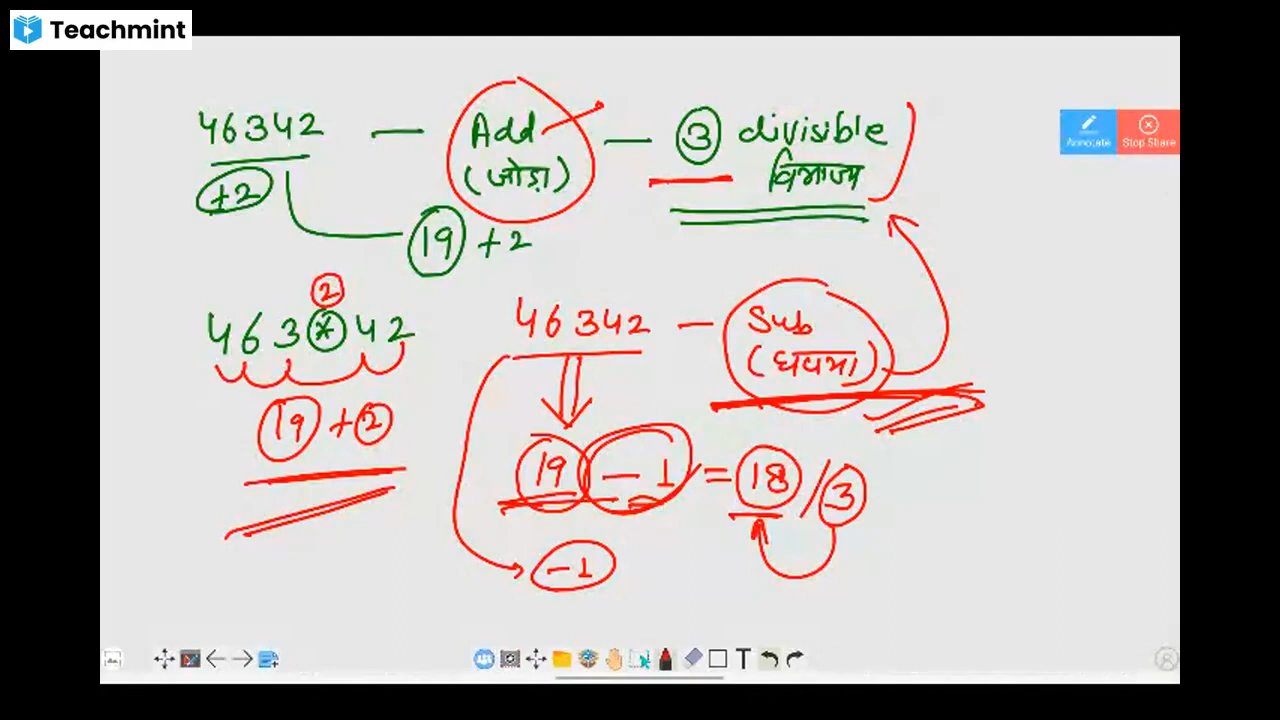 Teachmint
46342 — Add — 3 divisible
(जोड़ा) विभाज्य
+2
19 + 2
Annotate Stop Share
2
463*42
19 + 2
46342 — Sub
(घटाया)
19 - 1 = 18/3
-1
T